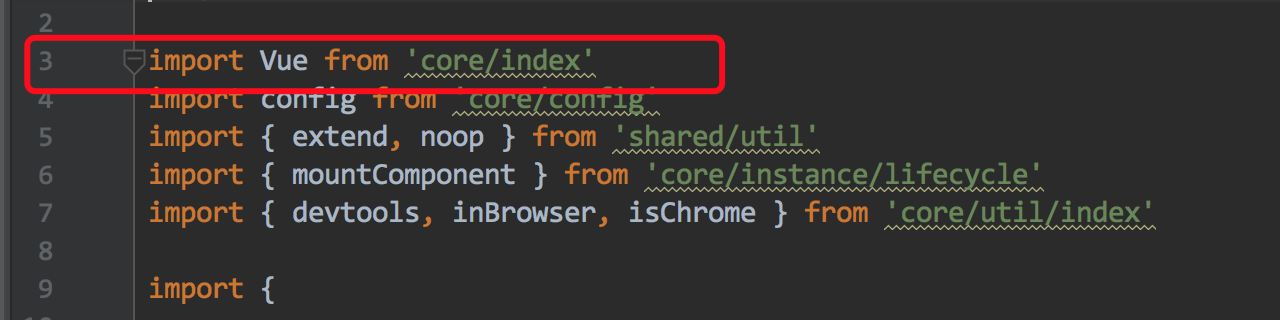 2
3 import Vue from 'core/index'
4 import config from 'core/config'
5 import { extend, noop } from 'shared/util'
6 import { mountComponent } from 'core/instance/lifecycle'
7 import { devtools, inBrowser, isChrome } from 'core/util/index'
8
9 import {